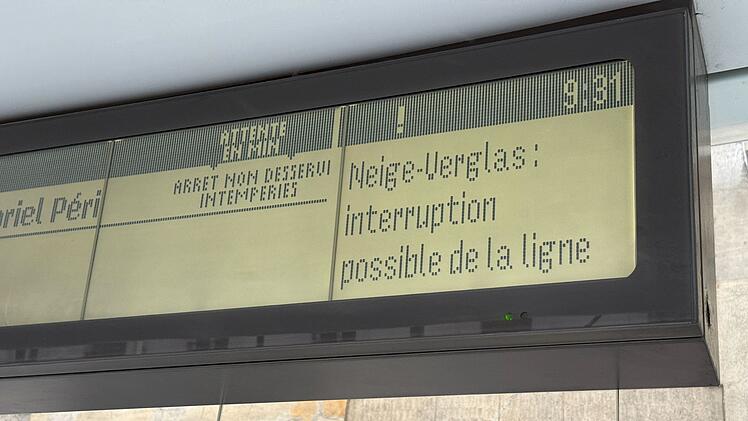 ATTENTE
EN MIN
!
9:31
riel Péri
ARRET NON DESSERVI
INTEMPERIES
Neige-Verglas:
interruption
possible de la ligne